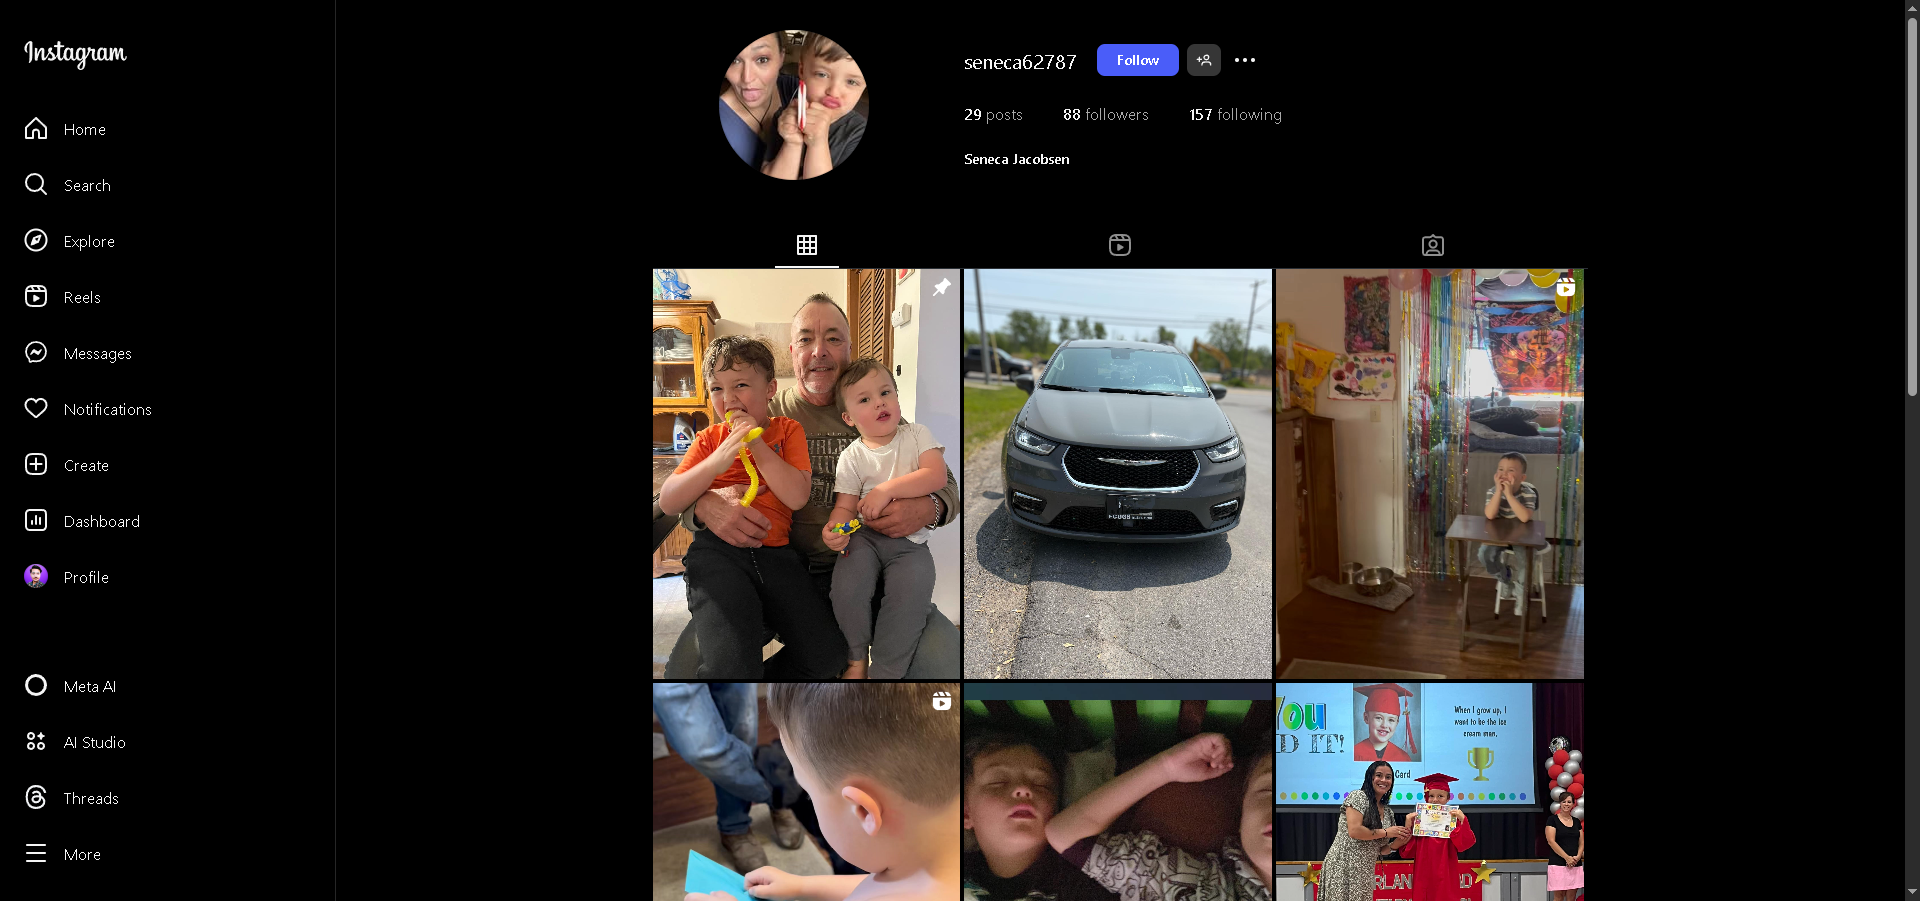 Instagram
Home
Search
Explore
Reels
Messages
Notifications
Create
Dashboard
Profile
Meta AI
AI Studio
Threads
More
seneca62787
Follow
29 posts 88 followers 157 following
Seneca Jacobsen
When I grow up, I
want to be the ice
cream man.
You
D IT!
Card